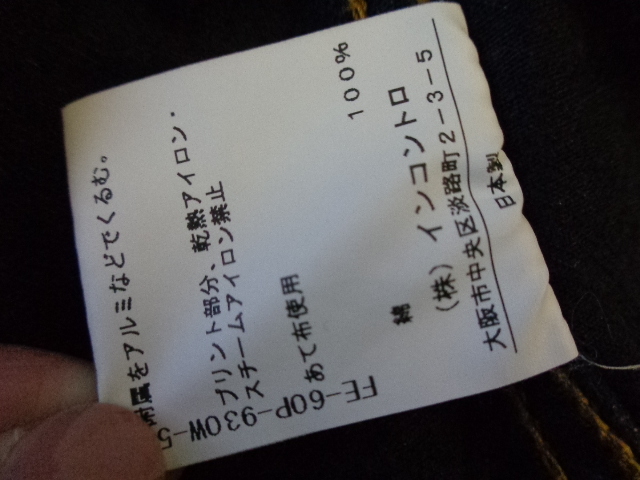 附属をアルミなどでくるむ。
プリント部分、乾熱アイロン・
スチームアイロン禁止
あて布使用
綿 100%
(株) インコントロ
大阪市中央区淡路町2-3-5
日本製
FE-60P-930W-5